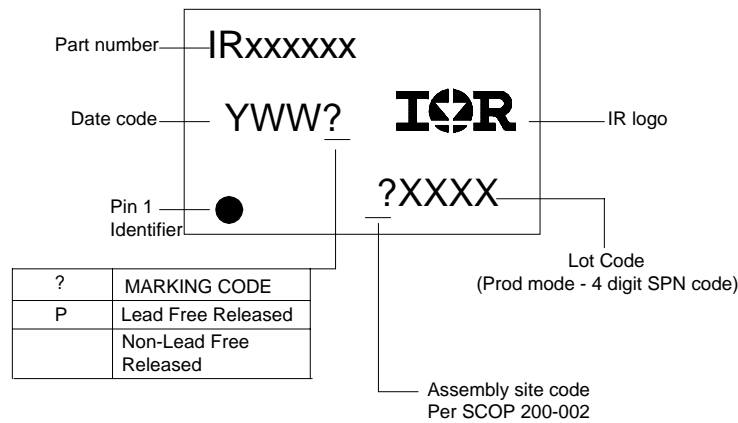 Part number
IRxxxxxx
Date code
YWW?
IOR
IR logo
?XXXX
Pin 1
Identifier
Lot Code
(Prod mode - 4 digit SPN code)
? MARKING CODE
P Lead Free Released
Non-Lead Free
Released
Assembly site code
Per SCOP 200-002